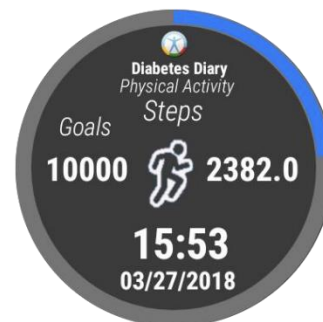 Diabetes Diary
Physical Activity
Steps
Goals
10000 2382.0
15:53
03/27/2018